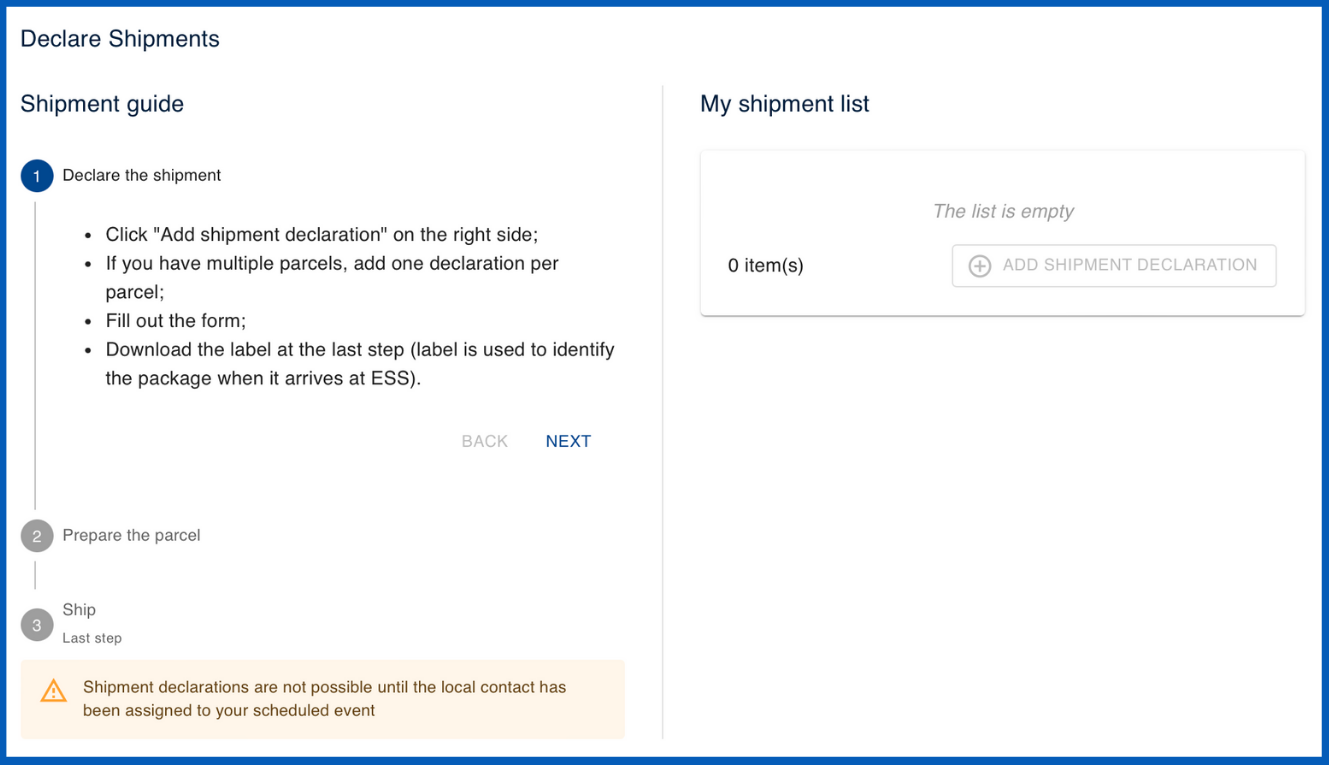 Declare Shipments
Shipment guide
1 Declare the shipment
• Click "Add shipment declaration" on the right side;
• If you have multiple parcels, add one declaration per
parcel;
• Fill out the form;
• Download the label at the last step (label is used to identify
the package when it arrives at ESS).
BACK NEXT
2 Prepare the parcel
3 Ship
Last step
Shipment declarations are not possible until the local contact has
been assigned to your scheduled event
My shipment list
The list is empty
0 item(s) ADD SHIPMENT DECLARATION